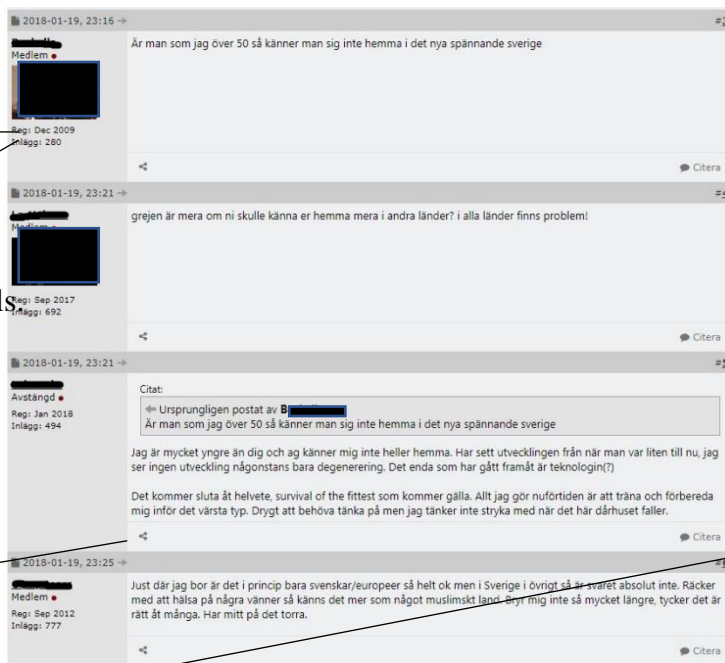 2018-01-19, 23:16
Medlem
Reg: Dec 2009
Inlägg: 280
Är man som jag över 50 så känner man sig inte hemma i det nya spännande sverige
Citera
2018-01-19, 23:21
Medlem
Reg: Sep 2017
Inlägg: 692
grejen är mera om ni skulle känna er hemma mera i andra länder? i alla länder finns problem!
ls.
Citera
2018-01-19, 23:21
Avstängd
Reg: Jan 2018
Inlägg: 494
Citat:
Ursprungligen postat av B
Är man som jag över 50 så känner man sig inte hemma i det nya spännande sverige
Jag är mycket yngre än dig och ag känner mig inte heller hemma. Har sett utvecklingen från när man var liten till nu, jag
ser ingen utveckling någonstans bara degenerering. Det enda som har gått framåt är teknologin(?)
Det kommer sluta åt helvete, survival of the fittest som kommer gälla. Allt jag gör nuförtiden är att träna och förbereda
mig inför det värsta typ. Drygt att behöva tänka på men jag tänker inte stryka med när det här dårhuset faller.
Citera
2018-01-19, 23:25
Medlem
Reg: Sep 2012
Inlägg: 777
Just där jag bor är det i princip bara svenskar/europeer så helt ok men i Sverige i övrigt så är svaret absolut inte. Räcker
med att hälsa på några vänner så känns det mer som något muslimskt land. Bryr mig inte så mycket längre, tycker det är
rätt åt många. Har mitt på det torra.
Citera